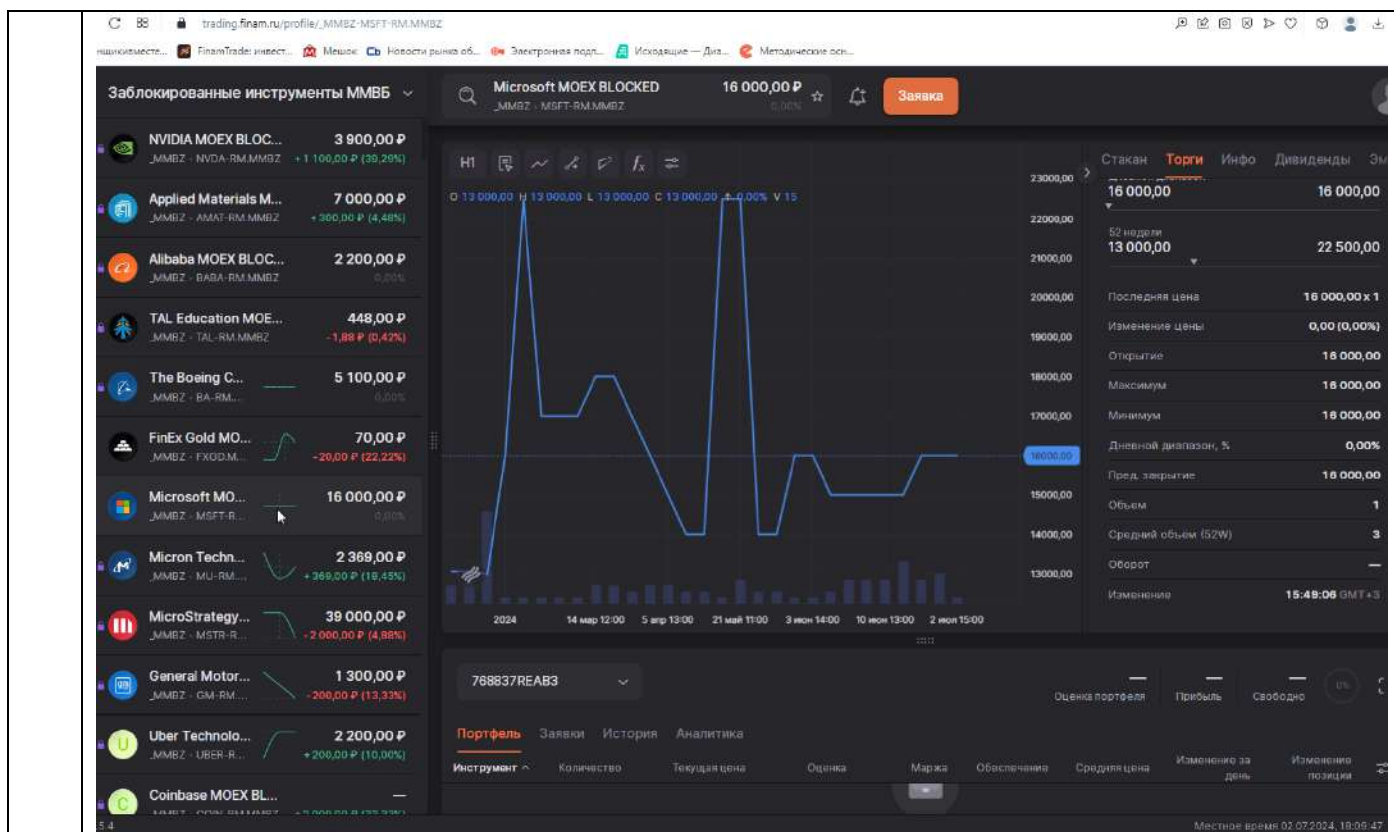 trading.finam.ru/profile/_MMBZ-MSFT-RM.MMBZ
FinamTrade: инвест... Мешок Новости рынка об... Электронная подп... Исходящие — Диа... Методические осн...
Заблокированные инструменты ММВБ
Microsoft MOEX BLOCKED 16 000,00 ₽
_MMBZ · MSFT-RM.MMBZ 0,00%
Заявка
NVIDIA MOEX BLOC... 3 900,00 ₽
_MMBZ · NVDA-RM.MMBZ +1 100,00 ₽ (39,29%)
Applied Materials M... 7 000,00 ₽
_MMBZ · AMAT-RM.MMBZ +300,00 ₽ (4,48%)
Alibaba MOEX BLOC... 2 200,00 ₽
_MMBZ · BABA-RM.MMBZ 0,00%
TAL Education MOE... 448,00 ₽
_MMBZ · TAL-RM.MMBZ -1,88 ₽ (0,42%)
The Boeing C... 5 100,00 ₽
_MMBZ · BA-RM.... 0,00%
FinEx Gold MO... 70,00 ₽
_MMBZ · FXGD.M... -20,00 ₽ (22,22%)
Microsoft MO... 16 000,00 ₽
_MMBZ · MSFT-R... 0,00%
Micron Techn... 2 369,00 ₽
_MMBZ · MU-RM.... +369,00 ₽ (18,45%)
MicroStrategy... 39 000,00 ₽
_MMBZ · MSTR-R... -2 000,00 ₽ (4,88%)
General Motor... 1 300,00 ₽
_MMBZ · GM-RM.... -200,00 ₽ (13,33%)
Uber Technolo... 2 200,00 ₽
_MMBZ · UBER-R... +200,00 ₽ (10,00%)
Coinbase MOEX BL... —
H1
О 13 000,00 H 13 000,00 L 13 000,00 C 13 000,00 0,00% V 15
23000,00
22000,00
21000,00
20000,00
19000,00
18000,00
17000,00
16000,00
15000,00
14000,00
13000,00
2024 14 мар 12:00 5 апр 13:00 21 май 11:00 3 июн 14:00 10 июн 13:00 2 июл 15:00
Стакан Торги Инфо Дивиденды Эм
16 000,00 16 000,00
52 недели
13 000,00 22 500,00
Последняя цена 16 000,00 x 1
Изменение цены 0,00 (0,00%)
Открытие 16 000,00
Максимум 16 000,00
Минимум 16 000,00
Дневной диапазон, % 0,00%
Пред. закрытие 16 000,00
Объем 1
Средний объем (52W) 3
Оборот —
Изменение 15:49:06 GMT+3
768837REAB3
Оценка портфеля Прибыль Свободно 0%
Портфель Заявки История Аналитика
Инструмент Количество Текущая цена Оценка Маржа Обеспечение Средняя цена Изменение за день Изменение позиции
5.4 Местное время 02.07.2024, 18:09:47